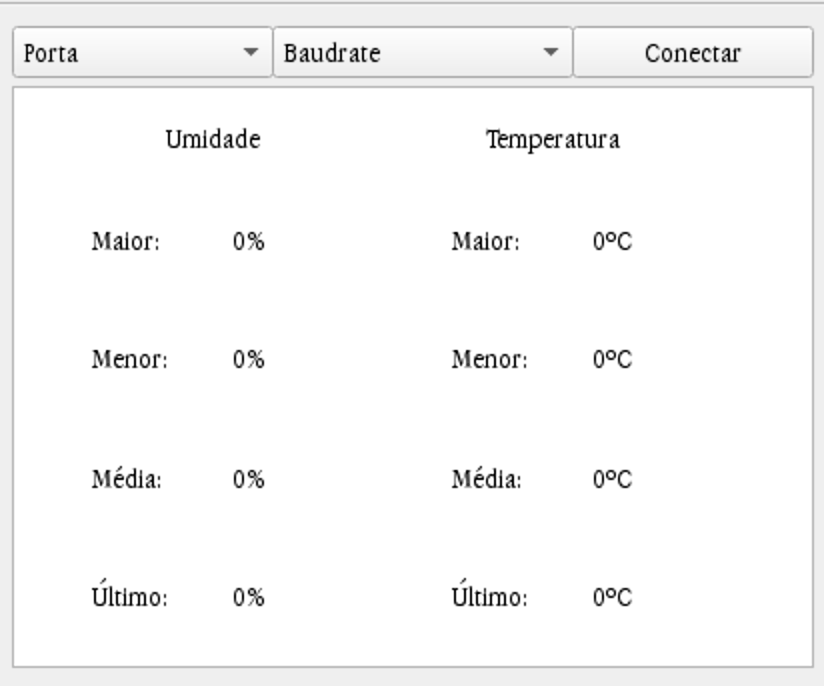 Porta Baudrate Conectar
Umidade Temperatura
Maior: 0% Maior: 0ºC
Menor: 0% Menor: 0ºC
Média: 0% Média: 0ºC
Último: 0% Último: 0ºC